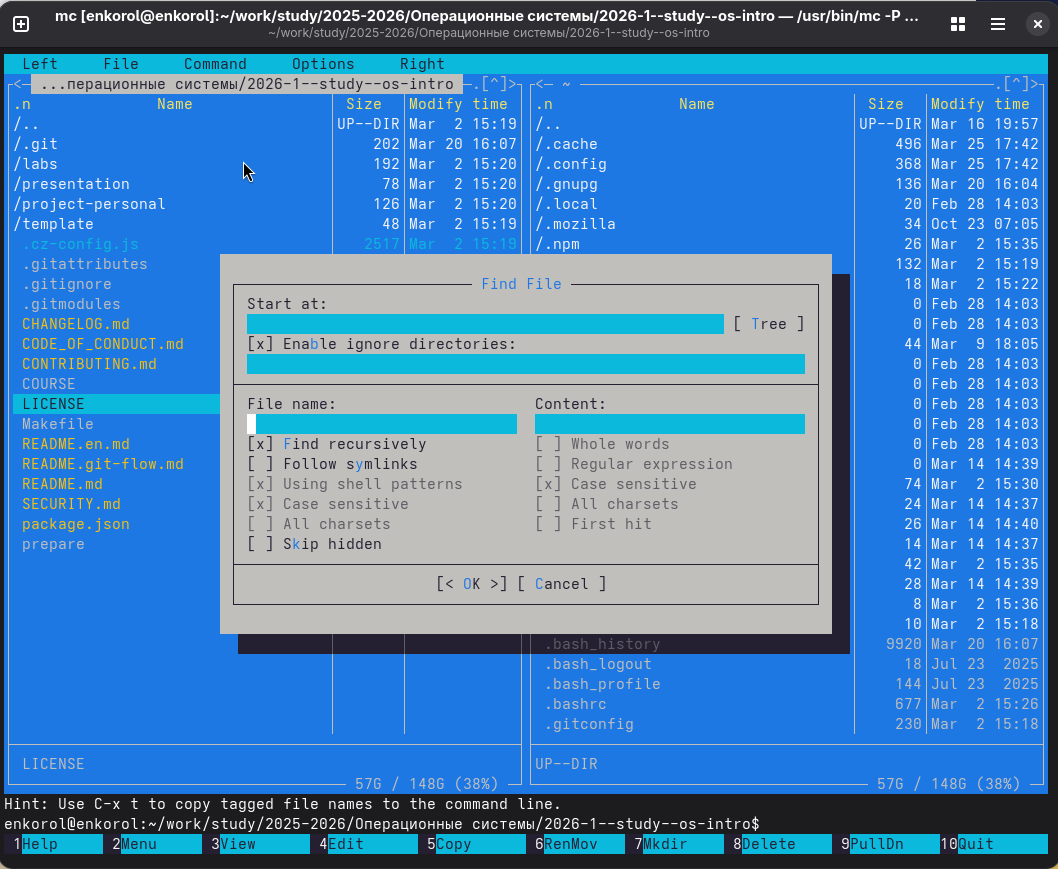 mc [enkorol@enkorol]:~/work/study/2025-2026/Операционные системы/2026-1--study--os-intro — /usr/bin/mc -P ...
~/work/study/2025-2026/Операционные системы/2026-1--study--os-intro
Left File Command Options Right
<— ...перационные системы/2026-1--study--os-intro —.[^]> <— ~ —.[^]>
.n Name Size Modify time .n Name Size Modify time
/.. UP--DIR Mar 2 15:19 /.. UP--DIR Mar 16 19:57
/.git 202 Mar 20 16:07 /.cache 496 Mar 25 17:42
/labs 192 Mar 2 15:20 /.config 368 Mar 25 17:42
/presentation 78 Mar 2 15:20 /.gnupg 136 Mar 20 16:04
/project-personal 126 Mar 2 15:20 /.local 20 Feb 28 14:03
/template 48 Mar 2 15:19 /.mozilla 34 Oct 23 07:05
.cz-config.js 2517 Mar 2 15:19 /.npm 26 Mar 2 15:35
.gitattributes 132 Mar 2 15:19
.gitignore Find File 18 Mar 2 15:22
.gitmodules Start at: 0 Feb 28 14:03
CHANGELOG.md [ Tree ] 0 Feb 28 14:03
CODE_OF_CONDUCT.md [x] Enable ignore directories: 44 Mar 9 18:05
CONTRIBUTING.md 0 Feb 28 14:03
COURSE 0 Feb 28 14:03
LICENSE File name: Content: 0 Feb 28 14:03
Makefile 0 Feb 28 14:03
README.en.md [x] Find recursively [ ] Whole words 0 Feb 28 14:03
README.git-flow.md [ ] Follow symlinks [ ] Regular expression 0 Mar 14 14:39
README.md [x] Using shell patterns [x] Case sensitive 74 Mar 2 15:30
SECURITY.md [x] Case sensitive [ ] All charsets 24 Mar 14 14:37
package.json [ ] All charsets [ ] First hit 26 Mar 14 14:40
prepare [ ] Skip hidden 14 Mar 14 14:37
42 Mar 2 15:35
[< OK >] [ Cancel ] 28 Mar 14 14:39
8 Mar 2 15:36
10 Mar 2 15:18
.bash_history 9920 Mar 20 16:07
.bash_logout 18 Jul 23 2025
.bash_profile 144 Jul 23 2025
.bashrc 677 Mar 2 15:26
.gitconfig 230 Mar 2 15:18
LICENSE UP--DIR
57G / 148G (38%) 57G / 148G (38%)
Hint: Use C-x t to copy tagged file names to the command line.
enkorol@enkorol:~/work/study/2025-2026/Операционные системы/2026-1--study--os-intro$
1Help 2Menu 3View 4Edit 5Copy 6RenMov 7Mkdir 8Delete 9PullDn 10Quit